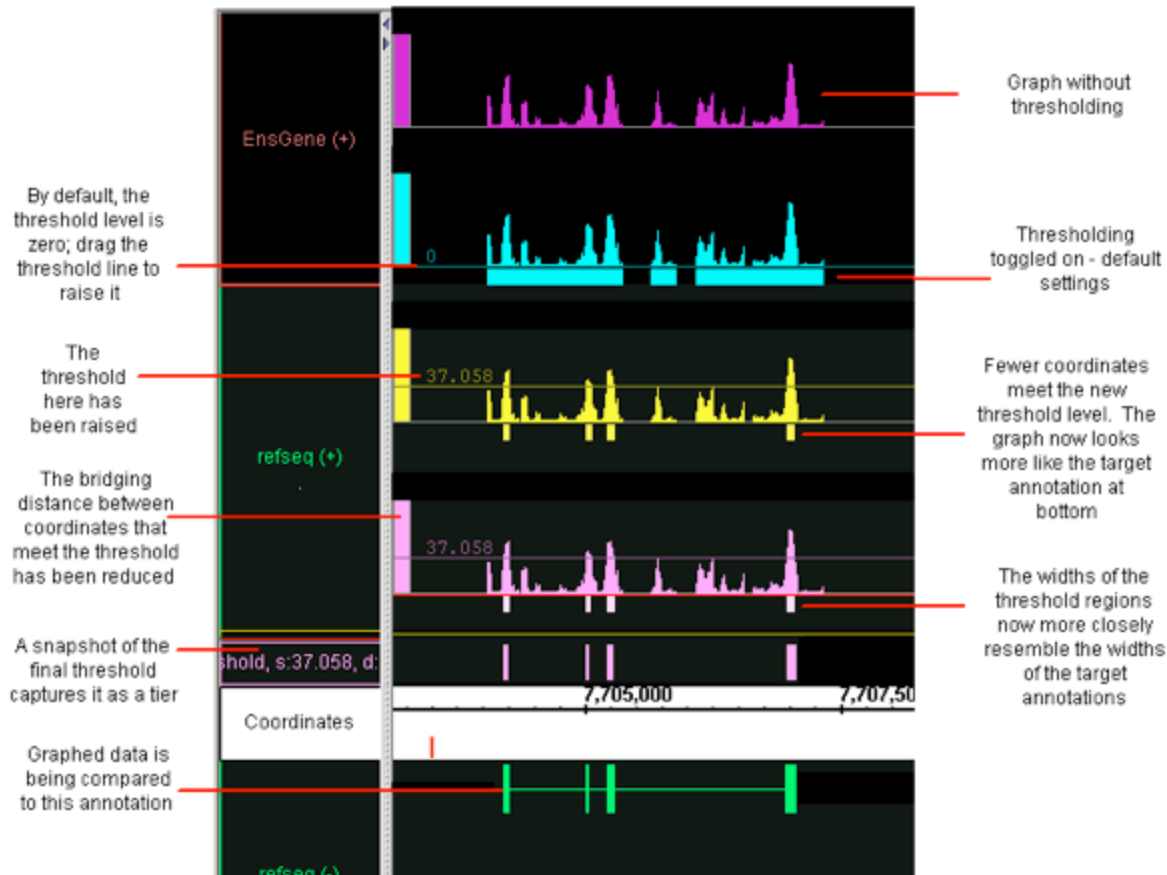 Graph without
thresholding
EnsGene (+)
By default, the
threshold level is
zero; drag the
threshold line to
raise it
0
Thresholding
toggled on - default
settings
The
threshold
here has
been raised
37.058
Fewer coordinates
meet the new
threshold level. The
graph now looks
more like the target
annotation at
bottom
refseq (+)
The bridging
distance between
coordinates that
meet the threshold
has been reduced
37.058
The widths of the
threshold regions
now more closely
resemble the widths
of the target
annotations
A snapshot of the
final threshold
captures it as a tier
shold, s:37.058, d:
7,705,000
7,707,50
Coordinates
Graphed data is
being compared
to this annotation
refseq (-)